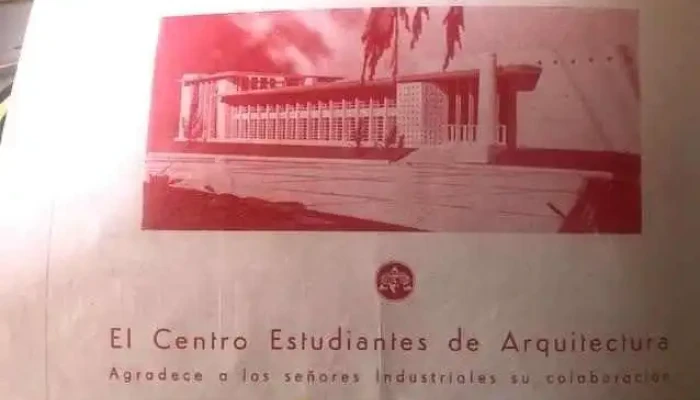 El Centro Estudiantes de Arquitectura
Agradece a los señores Industriales su colaboración